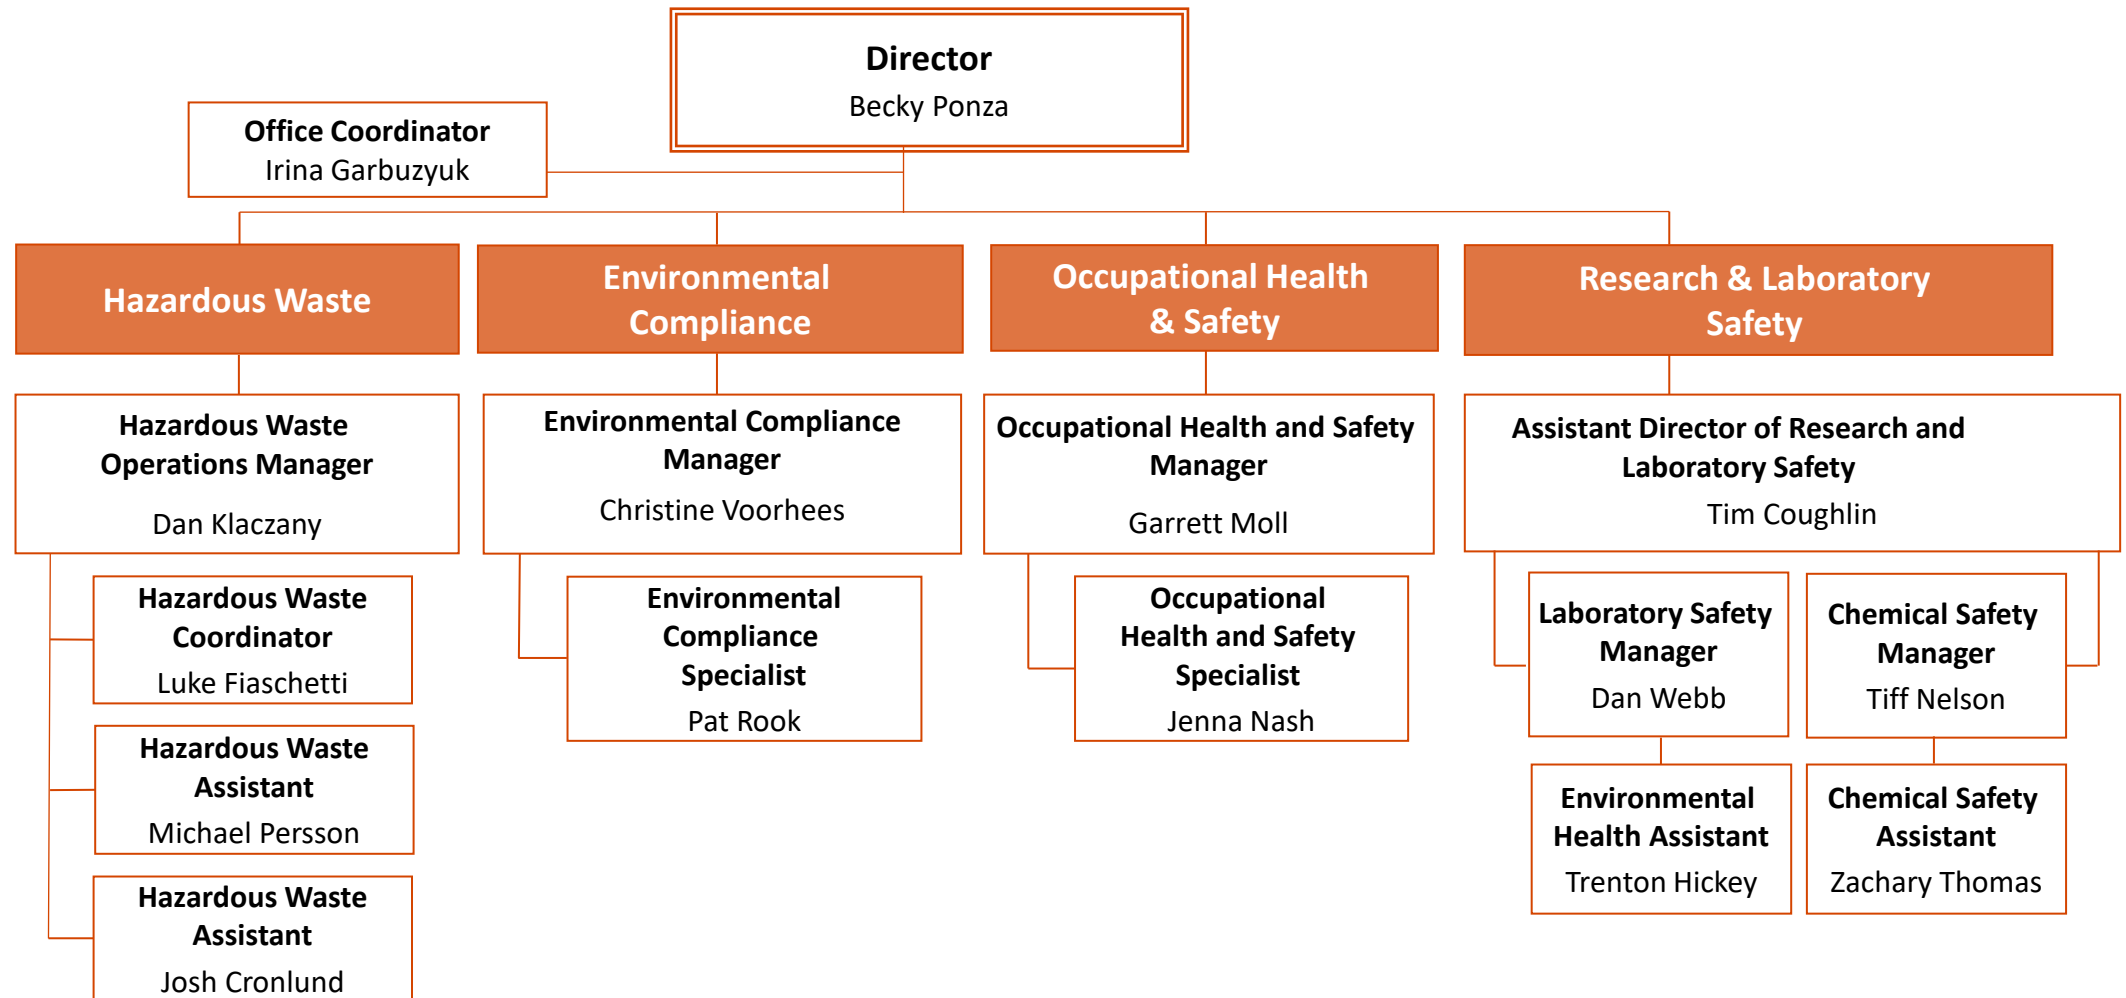 Director
Becky Ponza
Office Coordinator
Irina Garbuzyuk
Hazardous Waste
Environmental
Compliance
Occupational Health
& Safety
Research & Laboratory
Safety
Hazardous Waste
Operations Manager
Dan Klaczany
Environmental Compliance
Manager
Christine Voorhees
Occupational Health and Safety
Manager
Garrett Moll
Assistant Director of Research and
Laboratory Safety
Tim Coughlin
Hazardous Waste
Coordinator
Luke Fiaschetti
Environmental
Compliance
Specialist
Pat Rook
Occupational
Health and Safety
Specialist
Jenna Nash
Laboratory Safety
Manager
Dan Webb
Chemical Safety
Manager
Tiff Nelson
Hazardous Waste
Assistant
Michael Persson
Environmental
Health Assistant
Trenton Hickey
Chemical Safety
Assistant
Zachary Thomas
Hazardous Waste
Assistant
Josh Cronlund